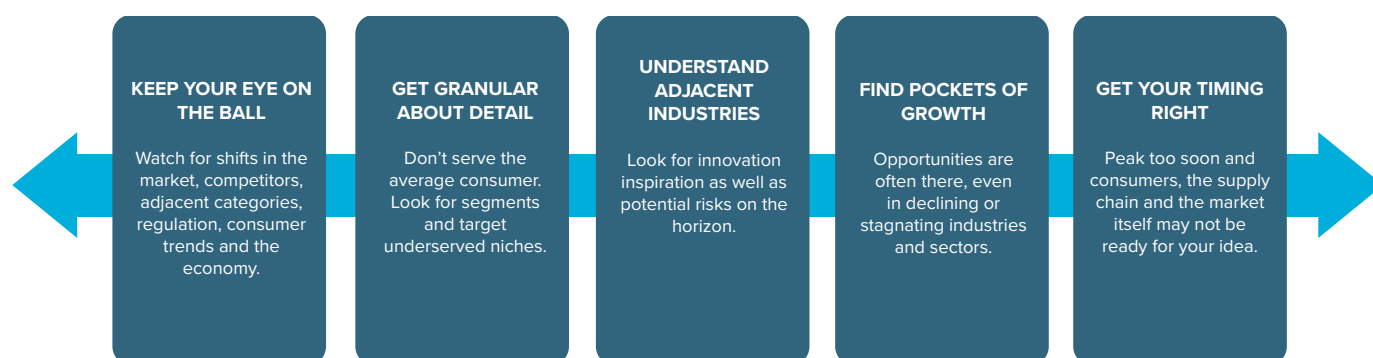 KEEP YOUR EYE ON
THE BALL
Watch for shifts in the
market, competitors,
adjacent categories,
regulation, consumer
trends and the
economy.
GET GRANULAR
ABOUT DETAIL
Don’t serve the
average consumer.
Look for segments
and target
underserved niches.
UNDERSTAND
ADJACENT
INDUSTRIES
Look for innovation
inspiration as well as
potential risks on the
horizon.
FIND POCKETS OF
GROWTH
Opportunities are
often there, even
in declining or
stagnating industries
and sectors.
GET YOUR TIMING
RIGHT
Peak too soon and
consumers, the supply
chain and the market
itself may not be
ready for your idea.